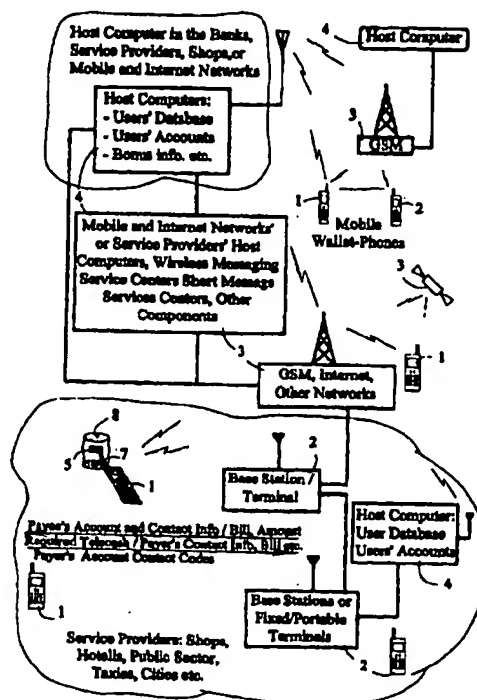 Host Computer in the Banks,
Service Providers, Shops, or
Mobile and Internet Networks
Host Computers:
- Users' Database
- Users' Accounts
- Bonus info. etc.
4
4
Host Computer
3
GSM
1
2
Mobile
Wallet-Phones
3
Mobile and Internet Networks'
or Service Providers' Host
Computers, Wireless Messaging
Service Centers Short Message
Services Centers, Other
Components
3
1
GSM, Internet,
Other Networks
8
5
7
1
2
Base Station /
Terminal
Host Computer:
User Database
Users' Accounts
4
Payee's Account and Contact Info / Bill Amount
Required Telecash / Payer's Contact Info, Bill etc.
Payer's Account Contact Codes
1
Base Stations or
Fixed/Portable
Terminals
2
Service Providers: Shops,
Hotells, Public Sector,
Taxies, Cities etc.